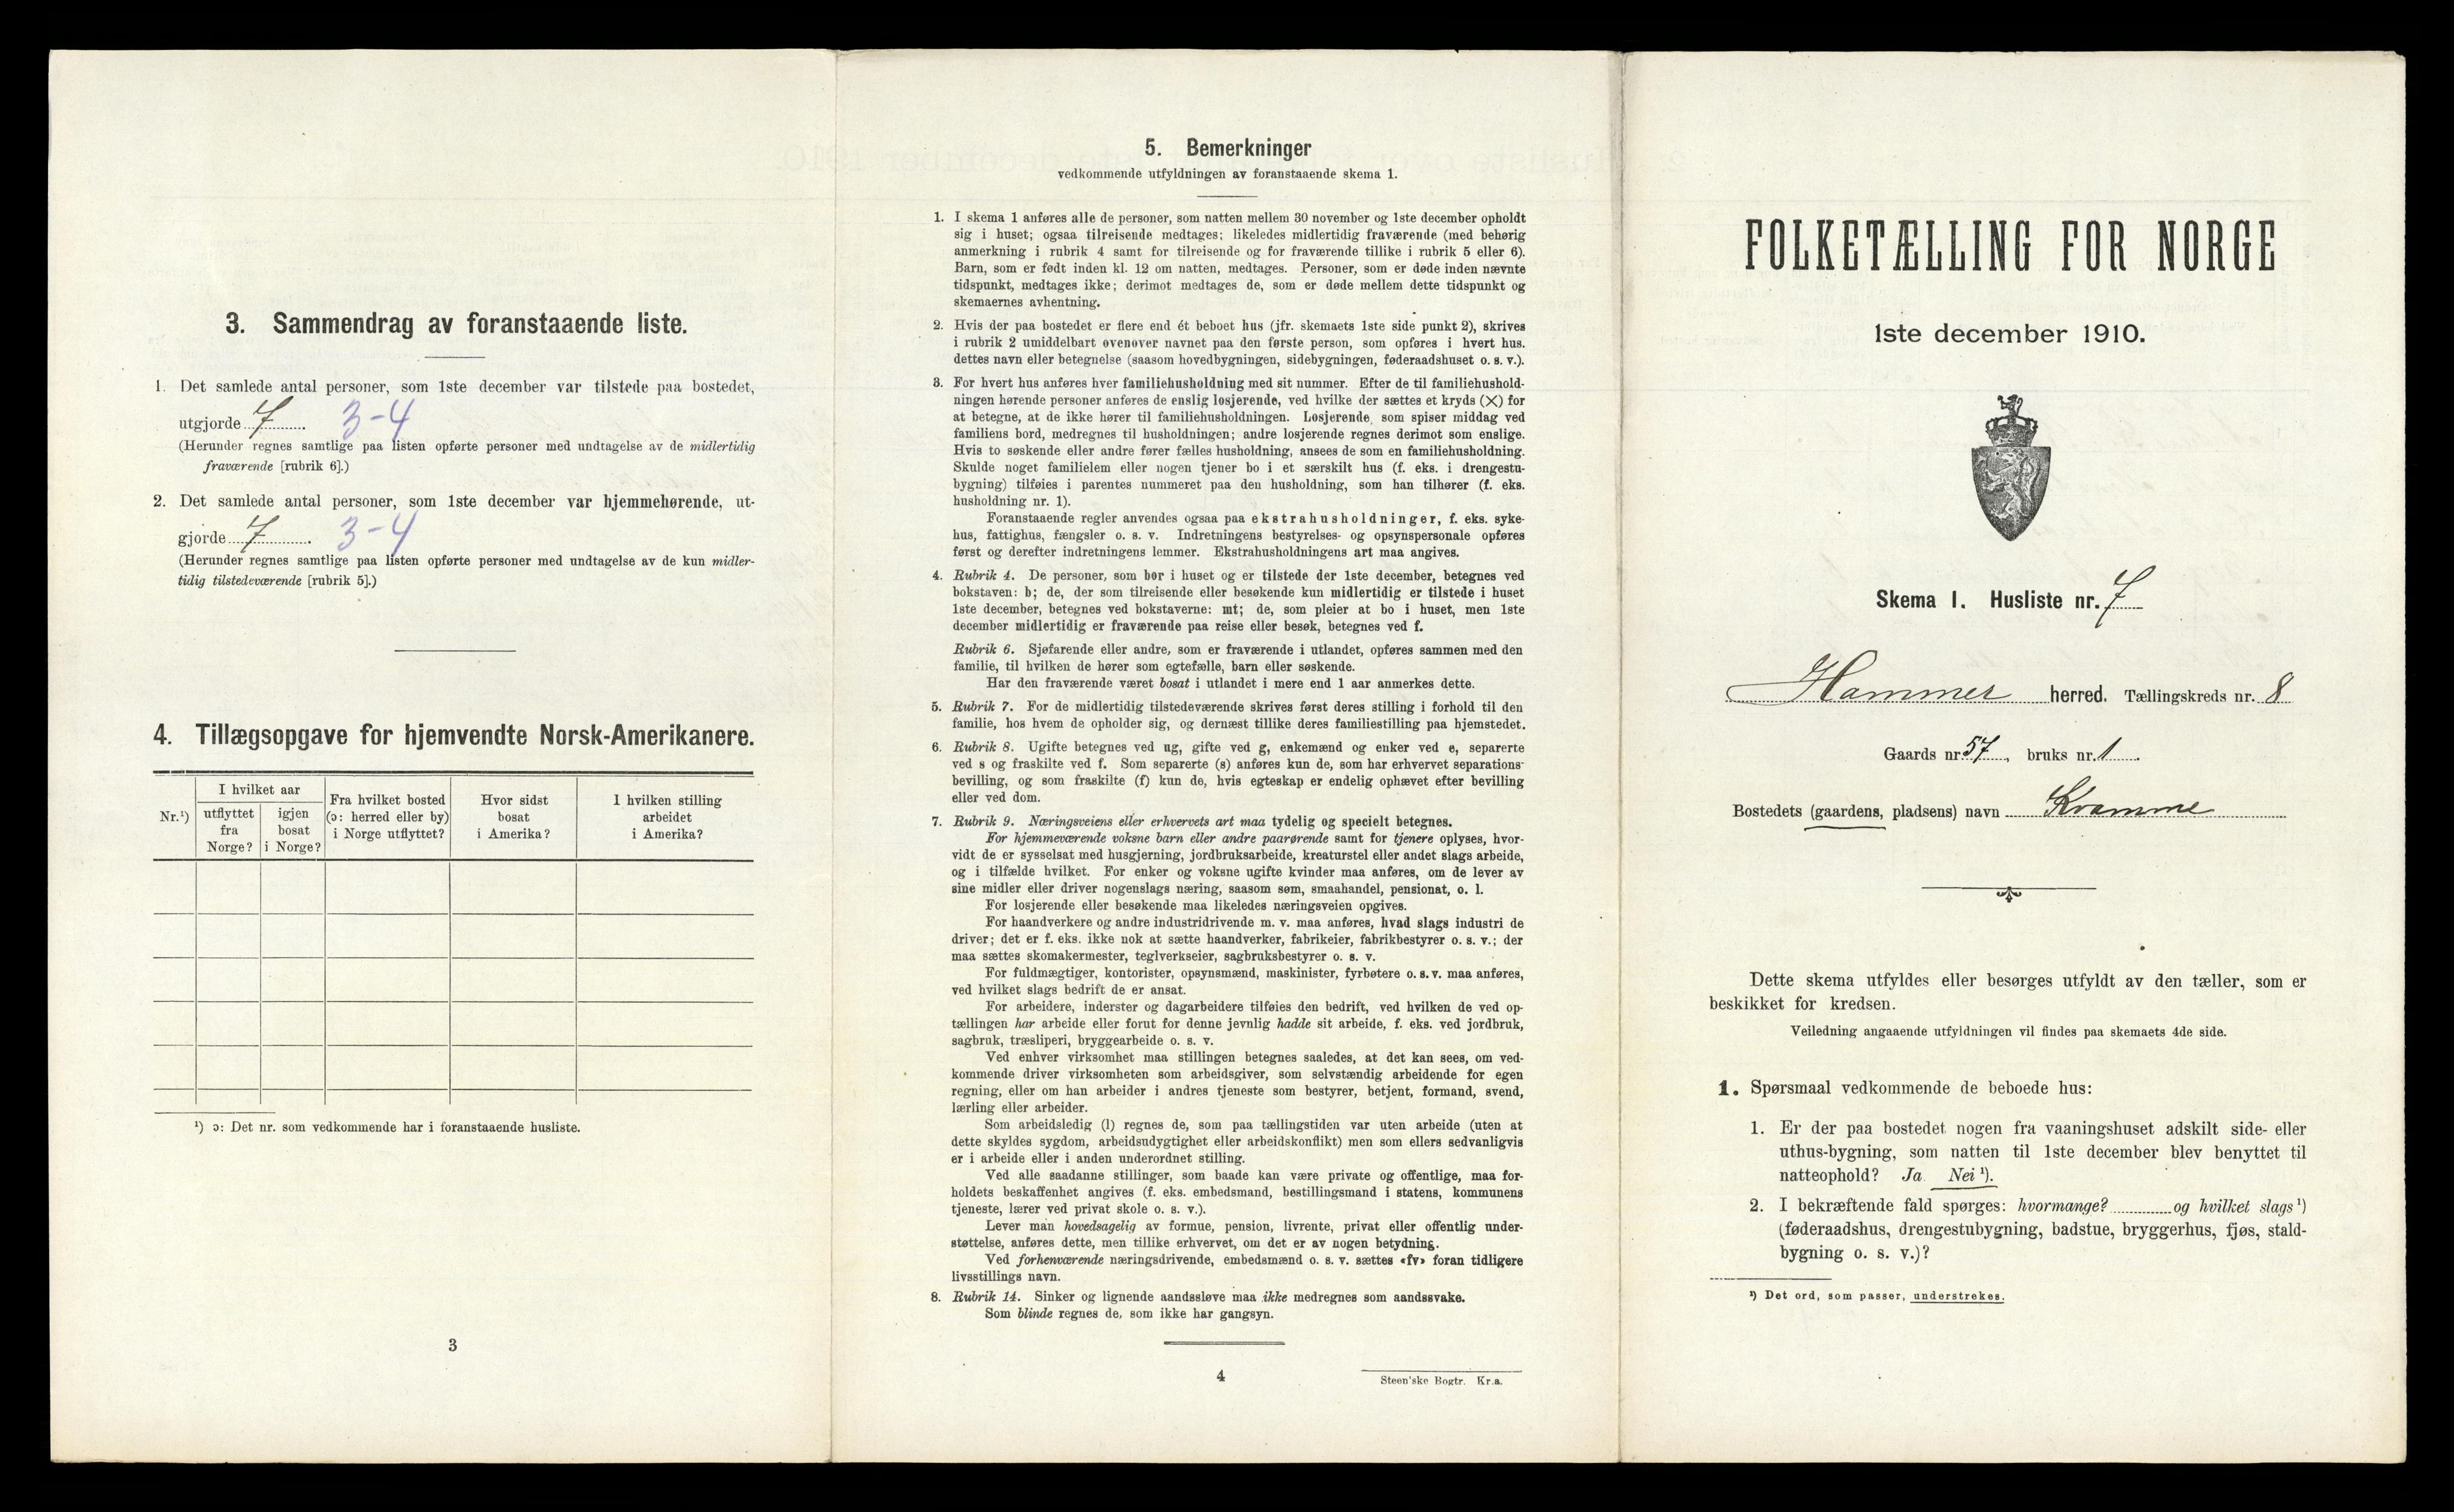 3. Sammendrag av foranstaaende liste.
1. Det samlede antal personer, som 1ste december var tilstede paa bostedet,
utgjorde 7. 3-4
(Herunder regnes samtlige paa listen opførte personer med undtagelse av de midlertidig
fraværende [rubrik 6].)
2. Det samlede antal personer, som 1ste december var hjemmehørende, ut-
gjorde 7. 3-4
(Herunder regnes samtlige paa listen opførte personer med undtagelse av de kun midler-
tidig tilstedeværende [rubrik 5].)
4. Tillægsopgave for hjemvendte Norsk-Amerikanere.
Nr.¹)
I hvilket aar
utflyttet
fra
Norge?
igjen
bosat
i Norge?
Fra hvilket bosted
(ɔ: herred eller by)
i Norge utflyttet?
Hvor sidst
bosat
i Amerika?
I hvilken stilling
arbeidet
i Amerika?
¹) ɔ: Det nr. som vedkommende har i foranstaaende husliste.
3
5. Bemerkninger
vedkommende utfyldningen av foranstaaende skema 1.
1. I skema 1 anføres alle de personer, som natten mellem 30 november og 1ste december opholdt
sig i huset; ogsaa tilreisende medtages; likeledes midlertidig fraværende (med behørig
anmerkning i rubrik 4 samt for tilreisende og for fraværende tillike i rubrik 5 eller 6).
Barn, som er født inden kl. 12 om natten, medtages. Personer, som er døde inden nævnte
tidspunkt, medtages ikke; derimot medtages de, som er døde mellem dette tidspunkt og
skemaernes avhentning.
2. Hvis der paa bostedet er flere end ét beboet hus (jfr. skemaets 1ste side punkt 2), skrives
i rubrik 2 umiddelbart ovenover navnet paa den første person, som opføres i hvert hus.
dettes navn eller betegnelse (saasom hovedbygningen, sidebygningen, føderaadshuset o. s. v.).
3. For hvert hus anføres hver familiehusholdning med sit nummer. Efter de til familiehushold-
ningen hørende personer anføres de enslig losjerende, ved hvilke der sættes et kryds (×) for
at betegne, at de ikke hører til familiehusholdningen. Losjerende som spiser middag ved
familiens bord, medregnes til husholdningen; andre losjerende regnes derimot som enslige.
Hvis to søskende eller andre fører fælles husholdning, ansees de som en familiehusholdning.
Skulde noget familielem eller nogen tjener bo i et særskilt hus (f. eks. i drengestu-
bygning) tilføies i parentes nummeret paa den husholdning, som han tilhører (f. eks.
husholdning nr. 1).
Foranstaaende regler anvendes ogsaa paa ekstrahusholdninger, f. eks. syke-
hus, fattighus, fængsler o. s. v. Indretningens bestyrelses- og opsynspersonale opføres
først og derefter indretningens lemmer. Ekstrahusholdningens art maa angives.
4. Rubrik 4. De personer, som bor i huset og er tilstede der 1ste december, betegnes ved
bokstaven: b; de, der som tilreisende eller besøkende kun midlertidig er tilstede i huset
1ste december, betegnes ved bokstaverne: mt; de, som pleier at bo i huset, men 1ste
december midlertidig er fraværende paa reise eller besøk, betegnes ved f.
Rubrik 6. Sjøfarende eller andre, som er fraværende i utlandet, opføres sammen med den
familie, til hvilken de hører som egtefælle, barn eller søskende.
Har den fraværende været bosat i utlandet i mere end 1 aar anmerkes dette.
5. Rubrik 7. For de midlertidig tilstedeværende skrives først deres stilling i forhold til den
familie, hos hvem de opholder sig, og dernæst tillike deres familiestilling paa hjemstedet.
6. Rubrik 8. Ugifte betegnes ved ug, gifte ved g, enkemænd og enker ved e, separerte
ved s og fraskilte ved f. Som separerte (s) anføres kun de, som har erhvervet separations-
bevilling, og som fraskilte (f) kun de, hvis egteskap er endelig ophævet efter bevilling
eller ved dom.
7. Rubrik 9. Næringsveiens eller erhvervets art maa tydelig og specielt betegnes.
For hjemmeværende voksne barn eller andre paarørende samt for tjenere oplyses, hvor-
vidt de er sysselsat med husgjerning, jordbruksarbeide, kreaturstel eller andet slags arbeide,
og i tilfælde hvilket. For enker og voksne ugifte kvinder maa anføres, om de lever av
sine midler eller driver nogenslags næring, saasom søm, smaahandel, pensionat, o. l.
For losjerende eller besøkende maa likeledes næringsveien opgives.
For haandverkere og andre industridrivende m. v. maa anføres, hvad slags industri de
driver; det er f. eks. ikke nok at sætte haandverker, fabrikeier, fabrikbestyrer o. s. v.; der
maa sættes skomakermester, teglverkseier, sagbruksbestyrer o. s. v.
For fuldmægtiger, kontorister, opsynsmænd, maskinister, fyrbøtere o. s. v. maa anføres,
ved hvilket slags bedrift de er ansat.
For arbeidere, inderster og dagarbeidere tilføies den bedrift, ved hvilken de ved op-
tællingen har arbeide eller forut for denne jevnlig hadde sit arbeide, f. eks. ved jordbruk,
sagbruk, træsliperi, bryggearbeide o. s. v.
Ved enhver virksomhet maa stillingen betegnes saaledes, at det kan sees, om ved-
kommende driver virksomheten som arbeidsgiver, som selvstændig arbeidende for egen
regning, eller om han arbeider i andres tjeneste som bestyrer, betjent, formand, svend,
lærling eller arbeider.
Som arbeidsledig (l) regnes de, som paa tællingstiden var uten arbeide (uten at
dette skyldes sygdom, arbeidsudygtighet eller arbeidskonflikt) men som ellers sedvanligvis
er i arbeide eller i anden underordnet stilling.
Ved alle saadanne stillinger, som baade kan være private og offentlige, maa for-
holdets beskaffenhet angives (f. eks. embedsmand, bestillingsmand i statens, kommunens
tjeneste, lærer ved privat skole o. s. v.).
Lever man hovedsagelig av formue, pension, livrente, privat eller offentlig under-
støttelse, anføres dette, men tillike erhvervet, om det er av nogen betydning.
Ved forhenværende næringsdrivende, embedsmænd o. s. v. sættes «fv» foran tidligere
livsstillings navn.
8. Rubrik 14. Sinker og lignende aandssløve maa ikke medregnes som aandssvake.
Som blinde regnes de, som ikke har gangsyn.
4
Steen'ske Bogtr. Kr.a.
FOLKETÆLLING FOR NORGE
1ste december 1910.
Skema 1. Husliste nr. 7
Hammer herred. Tællingskreds nr. 8
Gaards nr. 57, bruks nr. 1.
Bostedets (gaardens, pladsens) navn Kvamme
Dette skema utfyldes eller besørges utfyldt av den tæller, som er
beskikket for kredsen.
Veiledning angaaende utfyldningen vil findes paa skemaets 4de side.
1. Spørsmaal vedkommende de beboede hus:
1. Er der paa bostedet nogen fra vaaningshuset adskilt side- eller
uthus-bygning, som natten til 1ste december blev benyttet til
natteophold? Ja Nei ¹).
2. I bekræftende fald spørges: hvormange? og hvilket slags ¹)
(føderaadshus, drengestubygning, badstue, bryggerhus, fjøs, stald-
bygning o. s. v.)?
¹) Det ord, som passer, understrekes.